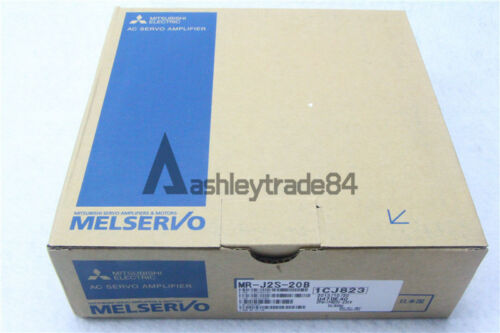 MITSUBISHI
ELECTRIC
AC SERVO AMPLIFIER
Aashleytrade84
MITSUBISHI SERVO AMPLIFIERS & MOTORS
MELSERVO
MITSUBISHI
ELECTRIC
AC SERVO AMPLIFIER
MELSERVO
MR-J2S-20B
1CJ823